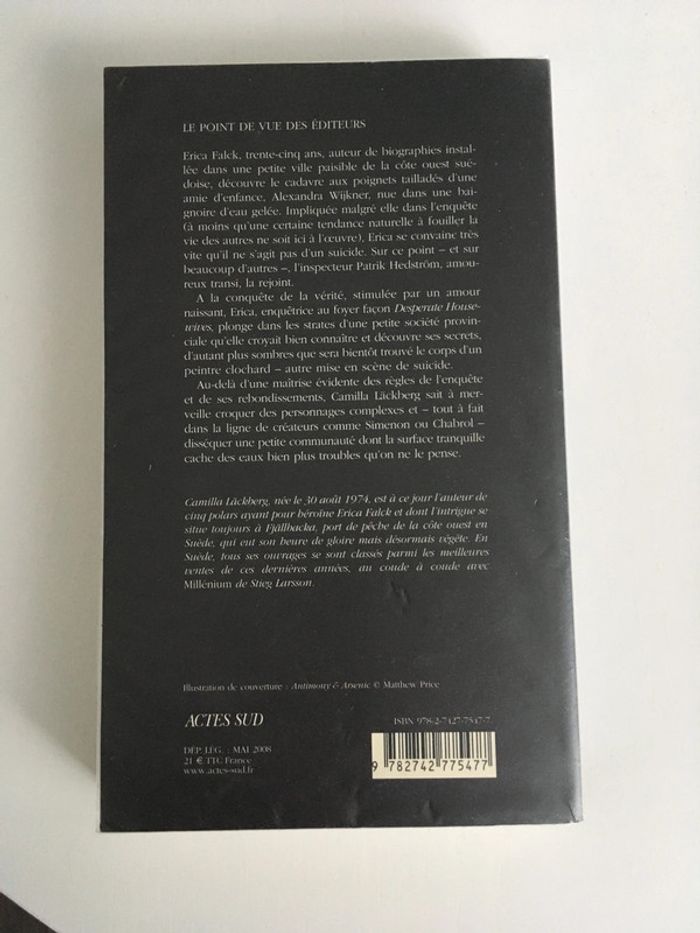 LE POINT DE VUE DES ÉDITEURS
Erica Falck, trente-cinq ans, auteur de biographies instal-
lée dans une petite ville paisible de la côte ouest sué-
doise, découvre le cadavre aux poignets tailladés d'une
amie d'enfance, Alexandra Wijkner, nue dans une bai-
gnoire d'eau gelée. Impliquée malgré elle dans l'enquête
(à moins qu'une certaine tendance naturelle à fouiller la
vie des autres ne soit ici à l'œuvre), Erica se convainc très
vite qu'il ne s'agit pas d'un suicide. Sur ce point – et sur
beaucoup d'autres –, l'inspecteur Patrik Hedström, amou-
reux transi, la rejoint.
A la conquête de la vérité, stimulée par un amour
naissant, Erica, enquêtrice au foyer façon Desperate House-
wives, plonge dans les strates d'une petite société provin-
ciale qu'elle croyait bien connaître et découvre ses secrets,
d'autant plus sombres que sera bientôt trouvé le corps d'un
peintre clochard – autre mise en scène de suicide.
Au-delà d'une maîtrise évidente des règles de l'enquête
et de ses rebondissements, Camilla Läckberg sait à mer-
veille croquer des personnages complexes et – tout à fait
dans la ligne de créateurs comme Simenon ou Chabrol –
disséquer une petite communauté dont la surface tranquille
cache des eaux bien plus troubles qu'on ne le pense.
Camilla Läckberg, née le 30 août 1974, est à ce jour l'auteur de
cinq polars ayant pour héroïne Erica Falck et dont l'intrigue se
situe toujours à Fjällbacka, port de pêche de la côte ouest en
Suède, qui eut son heure de gloire mais désormais végète. En
Suède, tous ses ouvrages se sont classés parmi les meilleures
ventes de ces dernières années, au coude à coude avec
Millénium de Stieg Larsson.
Illustration de couverture : Antimony & Arsenic © Matthew Price
ACTES SUD
ISBN 978-2-7427-7547-7
DÉP. LÉG. : MAI 2008
21 € TTC France
www.actes-sud.fr
9 782742 775477